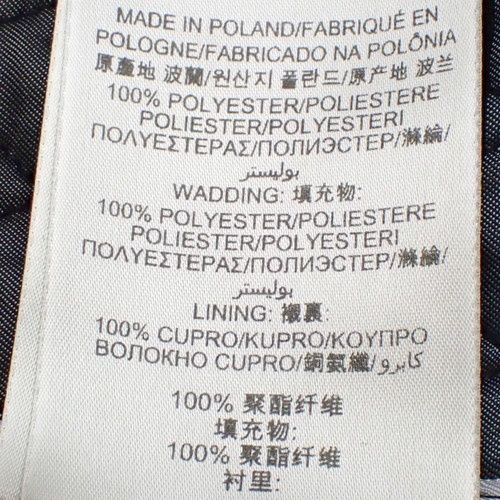 MADE IN POLAND/FABRIQUÉ EN
POLOGNE/FABRICADO NA POLÔNIA
原產地 波蘭/원산지 폴란드/原产地 波兰
100% POLYESTER/POLIESTERE
POLIESTER/POLYESTERI
ΠΟΛΥΕΣΤΕΡΑΣ/ПОЛИЭСТЕР/滌綸/
بوليستر
WADDING: 填充物:
100% POLYESTER/POLIESTERE
POLIESTER/POLYESTERI
ΠΟΛΥΕΣΤΕΡΑΣ/ПОЛИЭСТЕР/滌綸/
بوليستر
LINING: 襯裏:
100% CUPRO/KUPRO/ΚΟΥΠΡΟ
ВОЛОКНО CUPRO/銅氨纖/كابرو
100% 聚酯纤维
填充物:
100% 聚酯纤维
衬里: